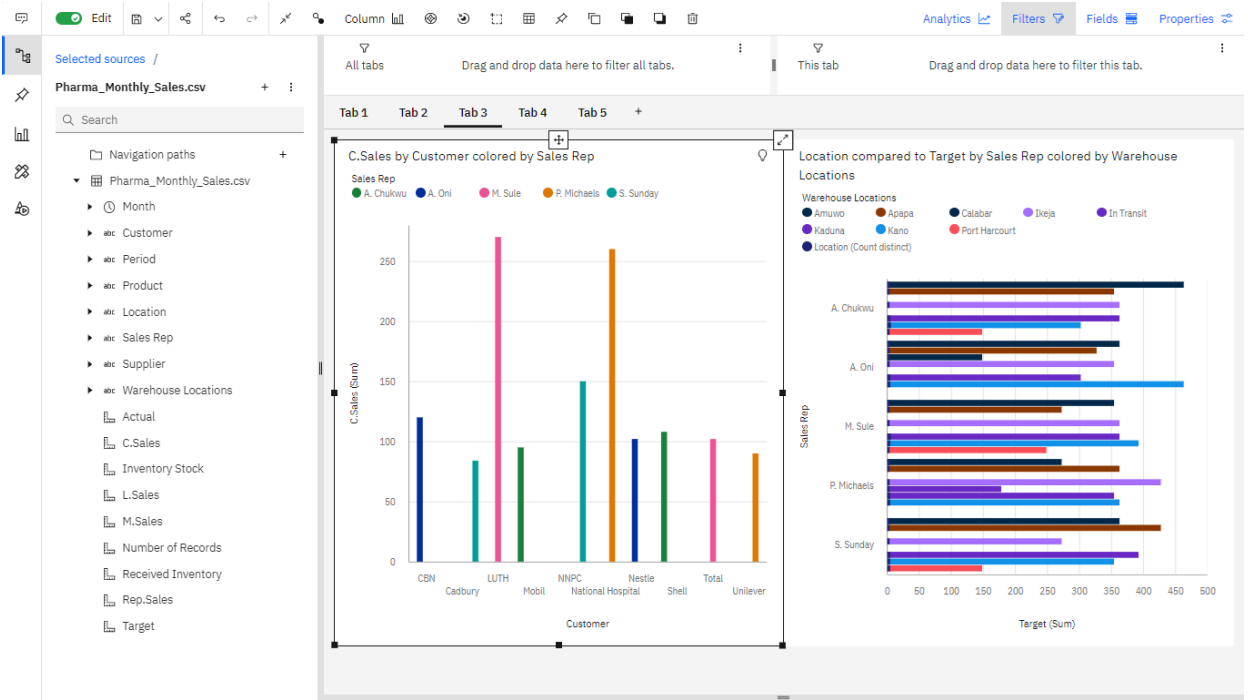 Edit
Column
Analytics
Filters
Fields
Properties
Selected sources /
Pharma_Monthly_Sales.csv
Search
Navigation paths
Pharma_Monthly_Sales.csv
Month
abc Customer
abc Period
abc Product
abc Location
abc Sales Rep
abc Supplier
abc Warehouse Locations
Actual
C.Sales
Inventory Stock
L.Sales
M.Sales
Number of Records
Received Inventory
Rep.Sales
Target
All tabs
Drag and drop data here to filter all tabs.
This tab
Drag and drop data here to filter this tab.
Tab 1 Tab 2 Tab 3 Tab 4 Tab 5 +
C.Sales by Customer colored by Sales Rep
Sales Rep
A. Chukwu A. Oni M. Sule P. Michaels S. Sunday
C.Sales (Sum)
250
200
150
100
50
0
CBN LUTH NNPC Nestle Total
Cadbury Mobil National Hospital Shell Unilever
Customer
Location compared to Target by Sales Rep colored by Warehouse
Locations
Warehouse Locations
Amuwo Apapa Calabar Ikeja In Transit
Kaduna Kano Port Harcourt
Location (Count distinct)
Sales Rep
A. Chukwu
A. Oni
M. Sule
P. Michaels
S. Sunday
0 50 100 150 200 250 300 350 400 450 500
Target (Sum)